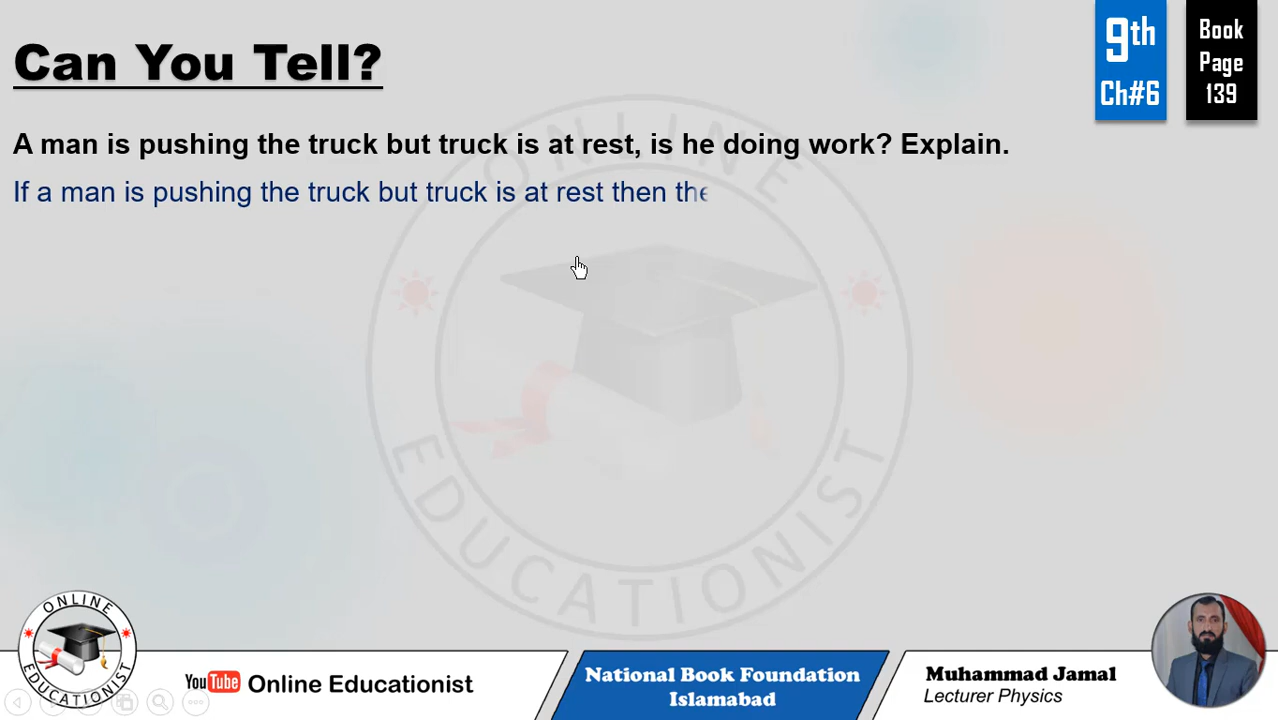 Can You Tell?
9th
Ch#6
Book
Page
139
A man is pushing the truck but truck is at rest, is he doing work? Explain.
If a man is pushing the truck but truck is at rest then the
ONLINE
EDUCATIONIST
ONLINE
EDUCATIONIST
YouTube Online Educationist
National Book Foundation
Islamabad
Muhammad Jamal
Lecturer Physics